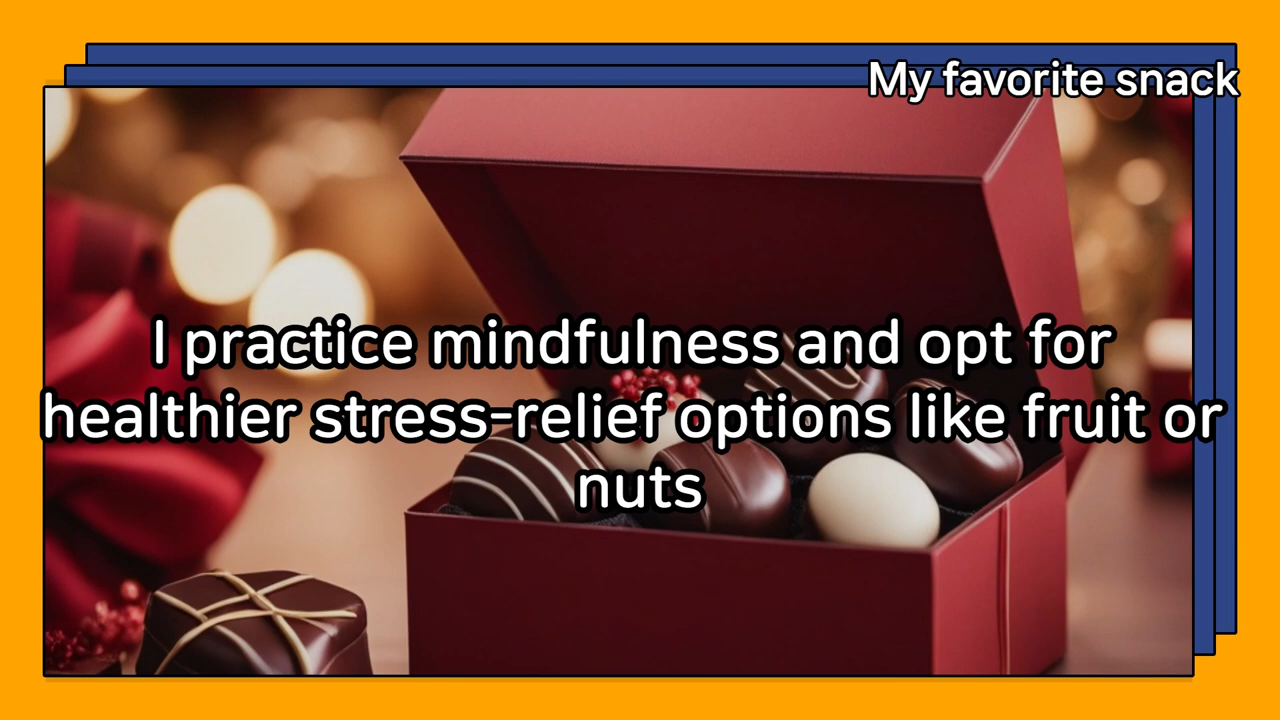 My favorite snack
I practice mindfulness and opt for
healthier stress-relief options like fruit or
nuts